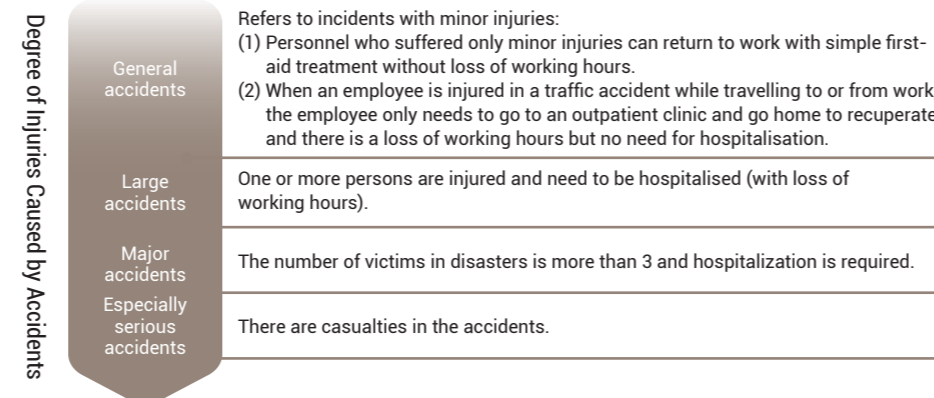 Degree of Injuries Caused by Accidents
General
accidents
Refers to incidents with minor injuries:
(1) Personnel who suffered only minor injuries can return to work with simple first-
aid treatment without loss of working hours.
(2) When an employee is injured in a traffic accident while travelling to or from work
the employee only needs to go to an outpatient clinic and go home to recuperate
and there is a loss of working hours but no need for hospitalisation.
Large
accidents
One or more persons are injured and need to be hospitalised (with loss of
working hours).
Major
accidents
The number of victims in disasters is more than 3 and hospitalization is required.
Especially
serious
accidents
There are casualties in the accidents.